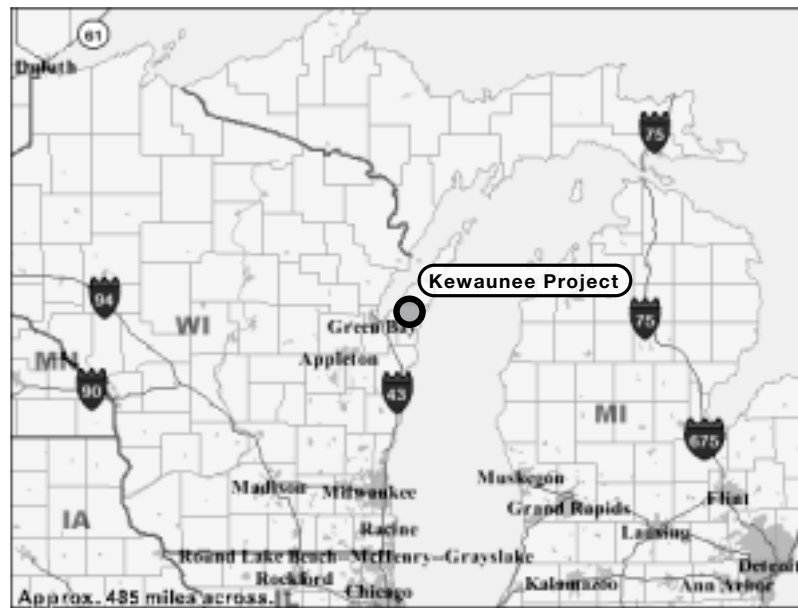 61
Duluth
75
Kewaunee Project
94
WI
Green Bay
75
MN
Appleton
90
43
MI
675
Madison
Milwaukee
Muskegon
Flint
Grand Rapids
IA
Racine
Lansing
Round Lake Beach--McHenry--Grayslake
Detroit
Rockford
Kalamazoo
Ann Arbor
Approx. 485 miles across.
IL
Chicago